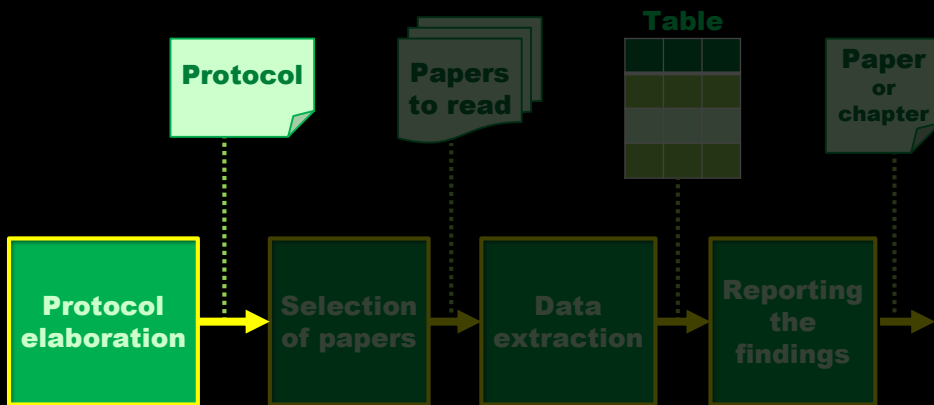 Table
Protocol
Papers
to read
Paper
or
chapter
Protocol
elaboration
Selection
of papers
Data
extraction
Reporting
the
findings